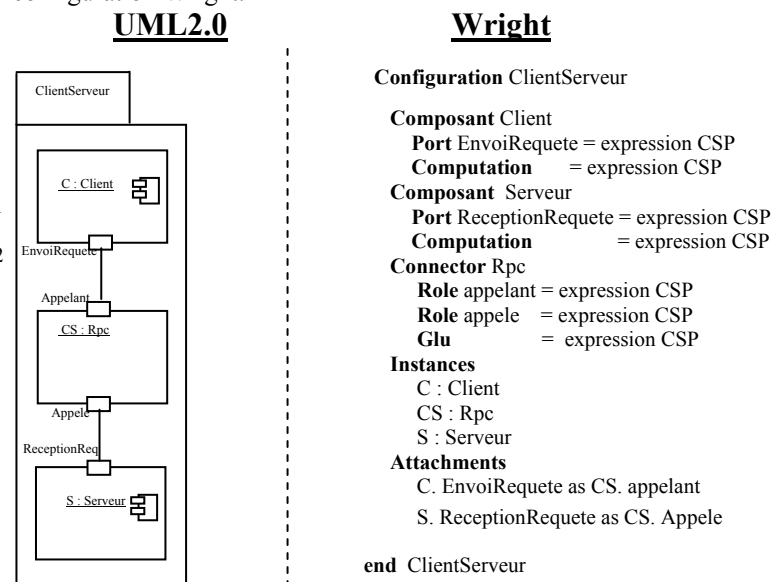 UML2.0
Wright
ClientServeur
C : Client
EnvoiRequete
Appelant
CS : Rpc
Appele
ReceptionReq
S : Serveur
Configuration ClientServeur
Composant Client
Port EnvoiRequete = expression CSP
Computation = expression CSP
Composant Serveur
Port ReceptionRequete = expression CSP
Computation = expression CSP
Connector Rpc
Role appelant = expression CSP
Role appele = expression CSP
Glu = expression CSP
Instances
C : Client
CS : Rpc
S : Serveur
Attachments
C. EnvoiRequete as CS. appelant
S. ReceptionRequete as CS. Appele
end ClientServeur